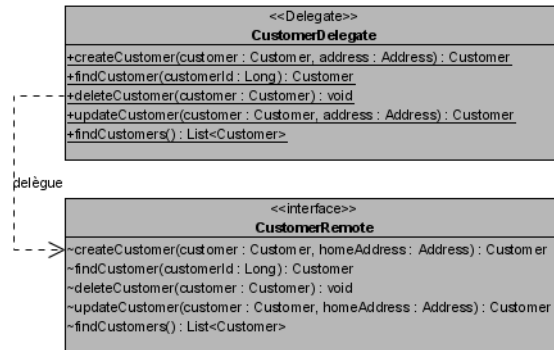 <<Delegate>>
CustomerDelegate
+createCustomer(customer : Customer, address : Address) : Customer
+findCustomer(customerId : Long) : Customer
+deleteCustomer(customer : Customer) : void
+updateCustomer(customer : Customer, address : Address) : Customer
+findCustomers() : List<Customer>
delègue
<<interface>>
CustomerRemote
~createCustomer(customer : Customer, homeAddress : Address) : Customer
~findCustomer(customerId : Long) : Customer
~deleteCustomer(customer : Customer) : void
~updateCustomer(customer : Customer, homeAddress : Address) : Customer
~findCustomers() : List<Customer>